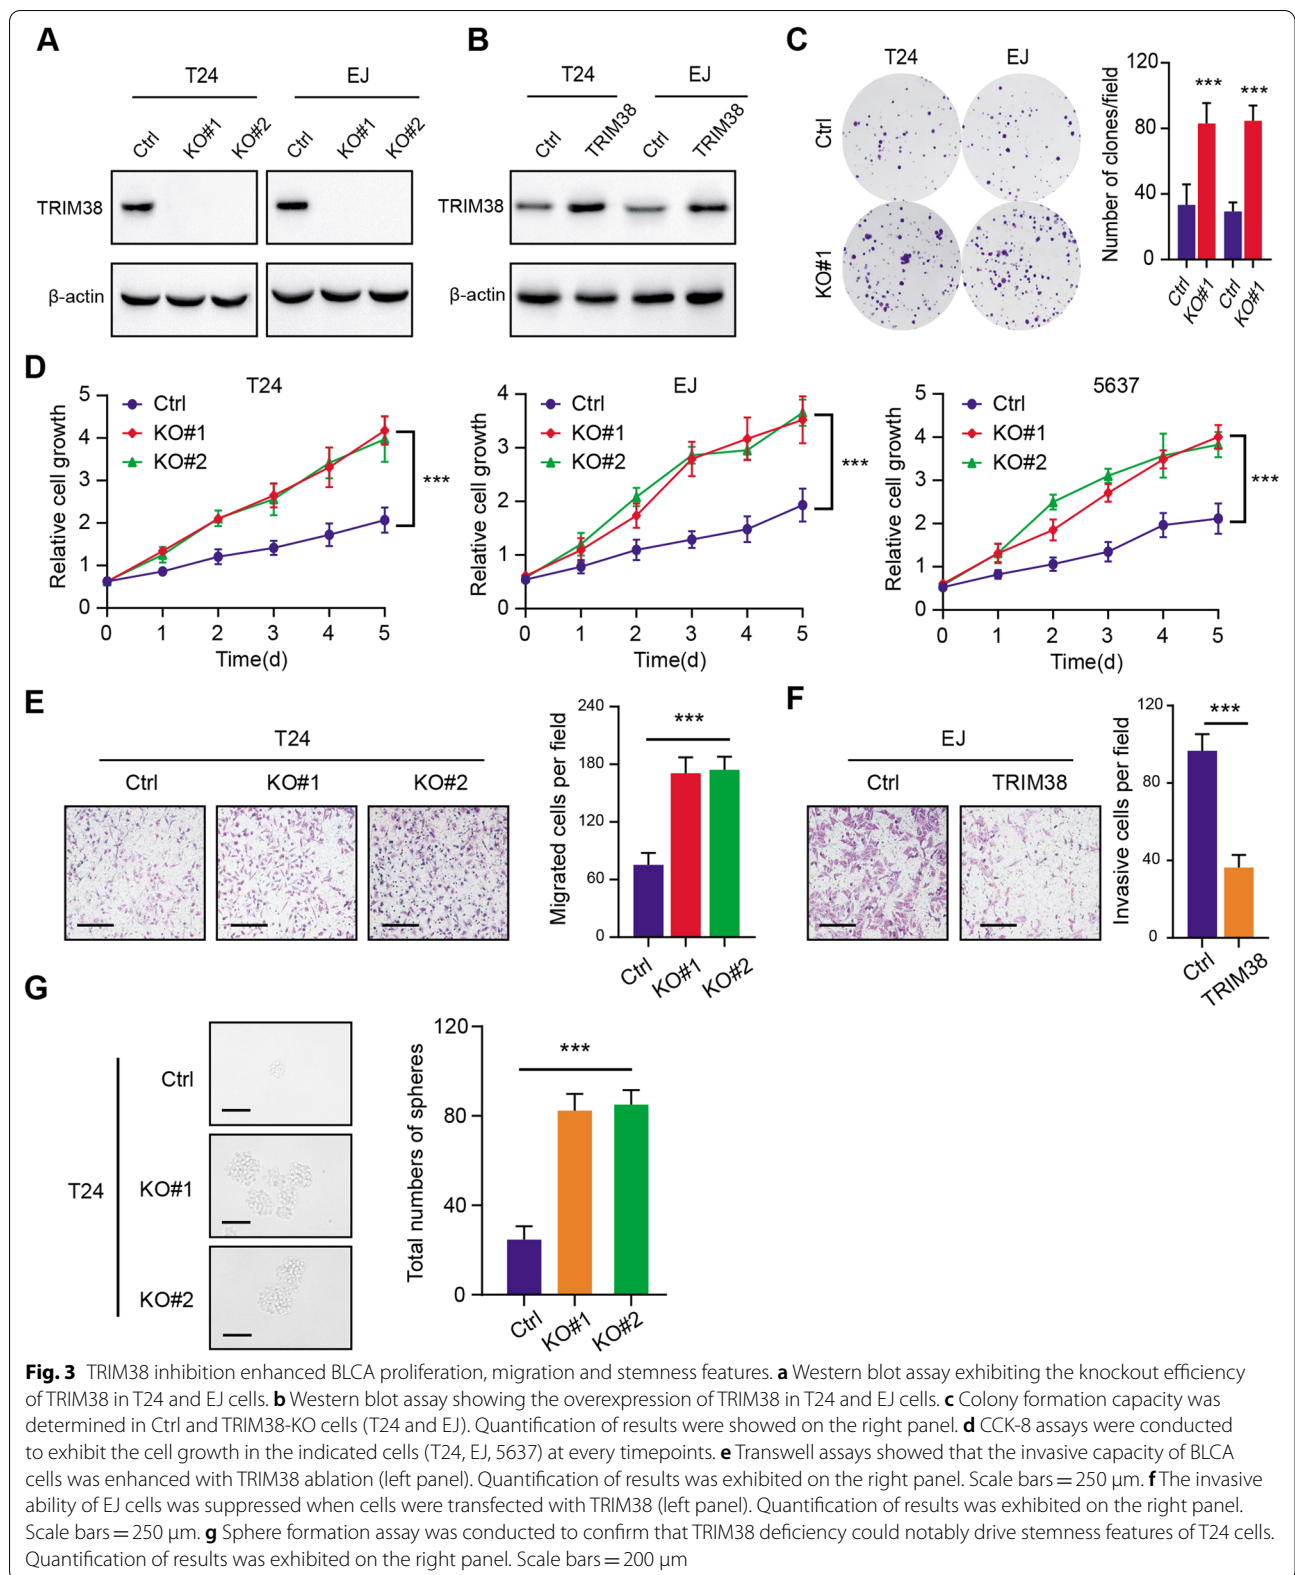 A
T24
EJ
Ctrl
KO#1
KO#2
Ctrl
KO#1
KO#2
TRIM38
β-actin
B
T24
EJ
Ctrl
TRIM38
Ctrl
TRIM38
TRIM38
β-actin
C
T24
EJ
Ctrl
KO#1
Number of clones/field
120
80
40
0
***
***
Ctrl
KO#1
Ctrl
KO#1
D
T24
Relative cell growth
5
4
3
2
1
0
Ctrl
KO#1
KO#2
***
0 1 2 3 4 5
Time(d)
EJ
Relative cell growth
4
3
2
1
0
Ctrl
KO#1
KO#2
***
0 1 2 3 4 5
Time(d)
5637
Relative cell growth
5
4
3
2
1
0
Ctrl
KO#1
KO#2
***
0 1 2 3 4 5
Time(d)
E
T24
Ctrl
KO#1
KO#2
Migrated cells per field
240
180
120
60
0
***
Ctrl
KO#1
KO#2
F
EJ
Ctrl
TRIM38
Invasive cells per field
120
80
40
0
***
Ctrl
TRIM38
G
T24
Ctrl
KO#1
KO#2
Total numbers of spheres
120
80
40
0
***
Ctrl
KO#1
KO#2
Fig. 3 TRIM38 inhibition enhanced BLCA proliferation, migration and stemness features. a Western blot assay exhibiting the knockout efficiency
of TRIM38 in T24 and EJ cells. b Western blot assay showing the overexpression of TRIM38 in T24 and EJ cells. c Colony formation capacity was
determined in Ctrl and TRIM38-KO cells (T24 and EJ). Quantification of results were showed on the right panel. d CCK-8 assays were conducted
to exhibit the cell growth in the indicated cells (T24, EJ, 5637) at every timepoints. e Transwell assays showed that the invasive capacity of BLCA
cells was enhanced with TRIM38 ablation (left panel). Quantification of results was exhibited on the right panel. Scale bars = 250 μm. f The invasive
ability of EJ cells was suppressed when cells were transfected with TRIM38 (left panel). Quantification of results was exhibited on the right panel.
Scale bars = 250 μm. g Sphere formation assay was conducted to confirm that TRIM38 deficiency could notably drive stemness features of T24 cells.
Quantification of results was exhibited on the right panel. Scale bars = 200 μm